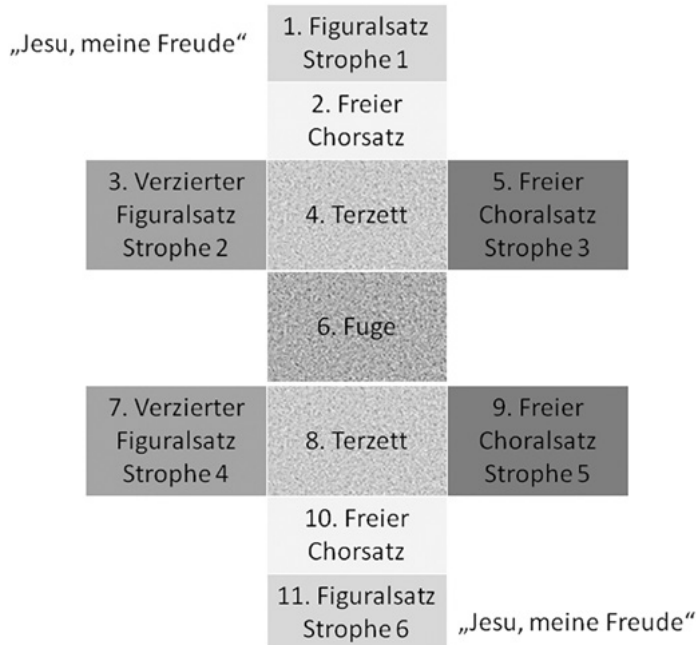 „Jesu, meine Freude“
1. Figuralsatz
Strophe 1
2. Freier
Chorsatz
3. Verzierter
Figuralsatz
Strophe 2
4. Terzett
5. Freier
Choralsatz
Strophe 3
6. Fuge
7. Verzierter
Figuralsatz
Strophe 4
8. Terzett
9. Freier
Choralsatz
Strophe 5
10. Freier
Chorsatz
11. Figuralsatz
Strophe 6
„Jesu, meine Freude“